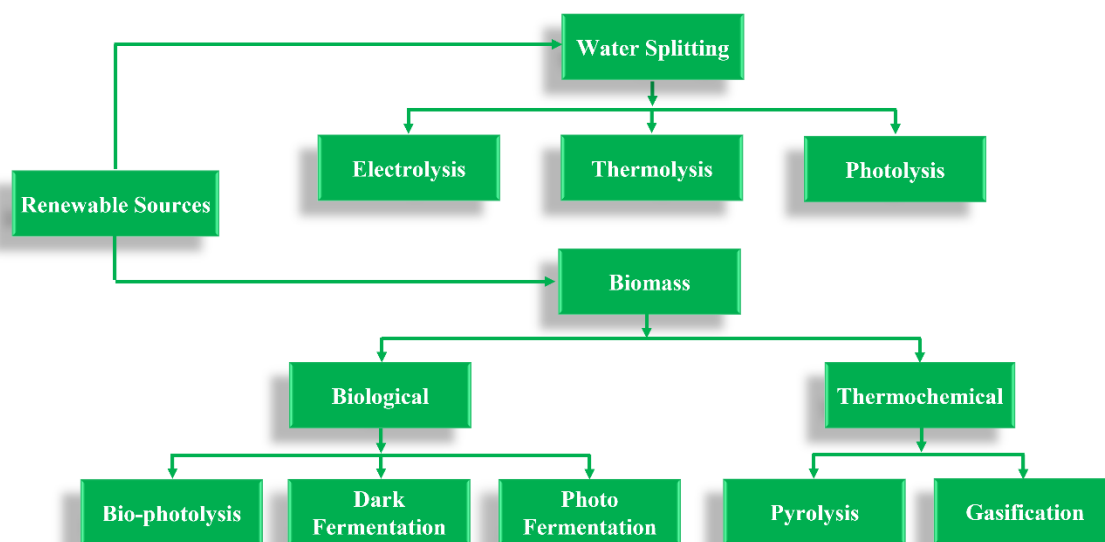 Water Splitting
Electrolysis
Thermolysis
Photolysis
Renewable Sources
Biomass
Biological
Thermochemical
Bio-photolysis
Dark
Fermentation
Photo
Fermentation
Pyrolysis
Gasification